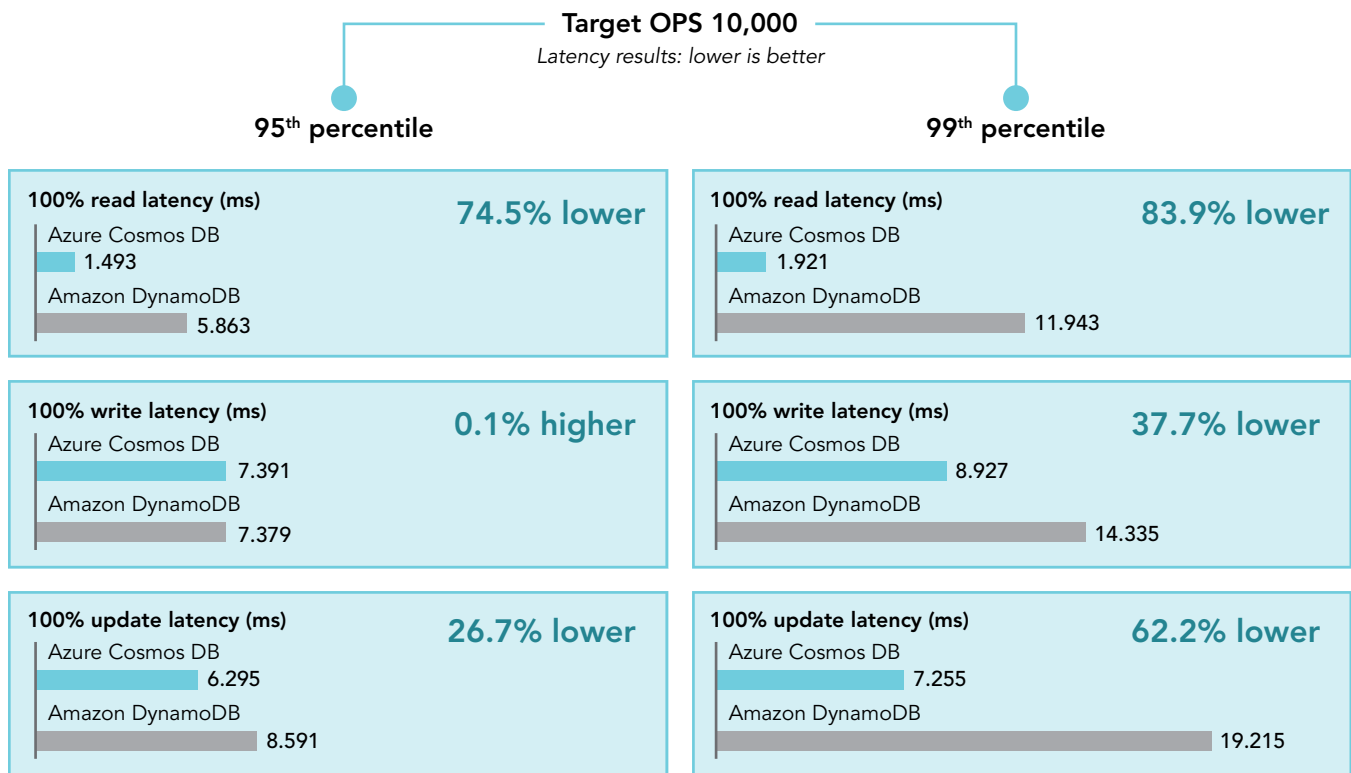 Target OPS 10,000
Latency results: lower is better
95th percentile
100% read latency (ms)
74.5% lower
Azure Cosmos DB
1.493
Amazon DynamoDB
5.863
100% write latency (ms)
0.1% higher
Azure Cosmos DB
7.391
Amazon DynamoDB
7.379
100% update latency (ms)
26.7% lower
Azure Cosmos DB
6.295
Amazon DynamoDB
8.591
99th percentile
100% read latency (ms)
83.9% lower
Azure Cosmos DB
1.921
Amazon DynamoDB
11.943
100% write latency (ms)
37.7% lower
Azure Cosmos DB
8.927
Amazon DynamoDB
14.335
100% update latency (ms)
62.2% lower
Azure Cosmos DB
7.255
Amazon DynamoDB
19.215